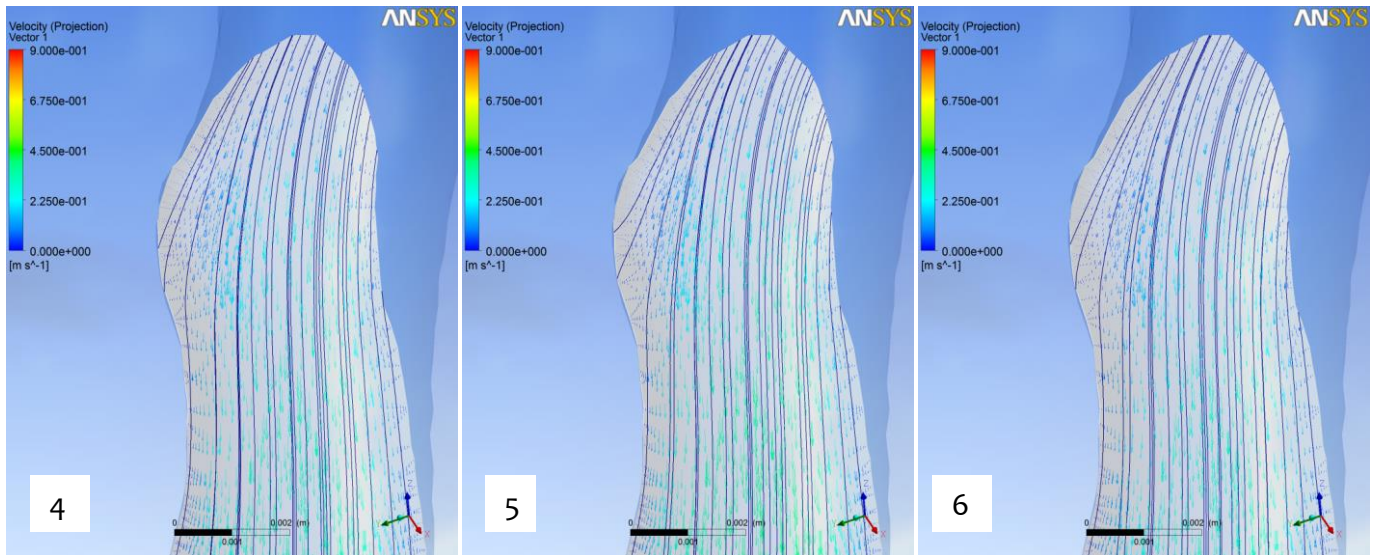 Velocity (Projection)
Vector 1
ANSYS
9.000e-001
6.750e-001
4.500e-001
2.250e-001
0.000e+000
[m s^-1]
4
0
0.002 (m)
0.001
Z
X
Velocity (Projection)
Vector 1
ANSYS
9.000e-001
6.750e-001
4.500e-001
2.250e-001
0.000e+000
[m s^-1]
5
0
0.002 (m)
0.001
Z
X
Velocity (Projection)
Vector 1
ANSYS
9.000e-001
6.750e-001
4.500e-001
2.250e-001
0.000e+000
[m s^-1]
6
0
0.002 (m)
0.001
Z
X